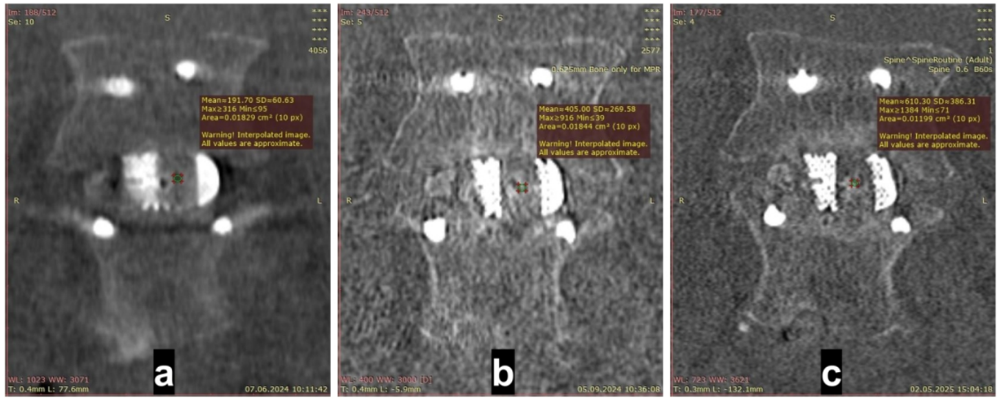 Im: 188/512
Se: 10
S
***
***
***
***
4056
Mean≈191.70 SD≈60.63
Max≥316 Min≤95
Area≈0.01829 cm² (10 px)
Warning! Interpolated image.
All values are approximate.
R
L
a
WL: 1023 WW: 3071
T: 0.4mm L: 77.6mm
07.06.2024 10:11:42
Im: 243/512
Se: 5
S
***
***
***
***
2577
0.625mm Bone only for MPR
Mean≈405.00 SD≈269.58
Max≥916 Min≤39
Area≈0.01844 cm² (10 px)
Warning! Interpolated image.
All values are approximate.
R
L
b
WL: 400 WW: 3000 [D]
T: 0.4mm L: -5.9mm
05.09.2024 10:36:08
Im: 177/512
Se: 4
S
***
***
***
***
1
Spine^SpineRoutine (Adult)
Spine 0.6 B60s
Mean≈610.30 SD≈386.31
Max≥1384 Min≤71
Area≈0.01199 cm² (10 px)
Warning! Interpolated image.
All values are approximate.
R
L
c
WL: 723 WW: 3621
T: 0.3mm L: -132.1mm
02.05.2025 15:04:18